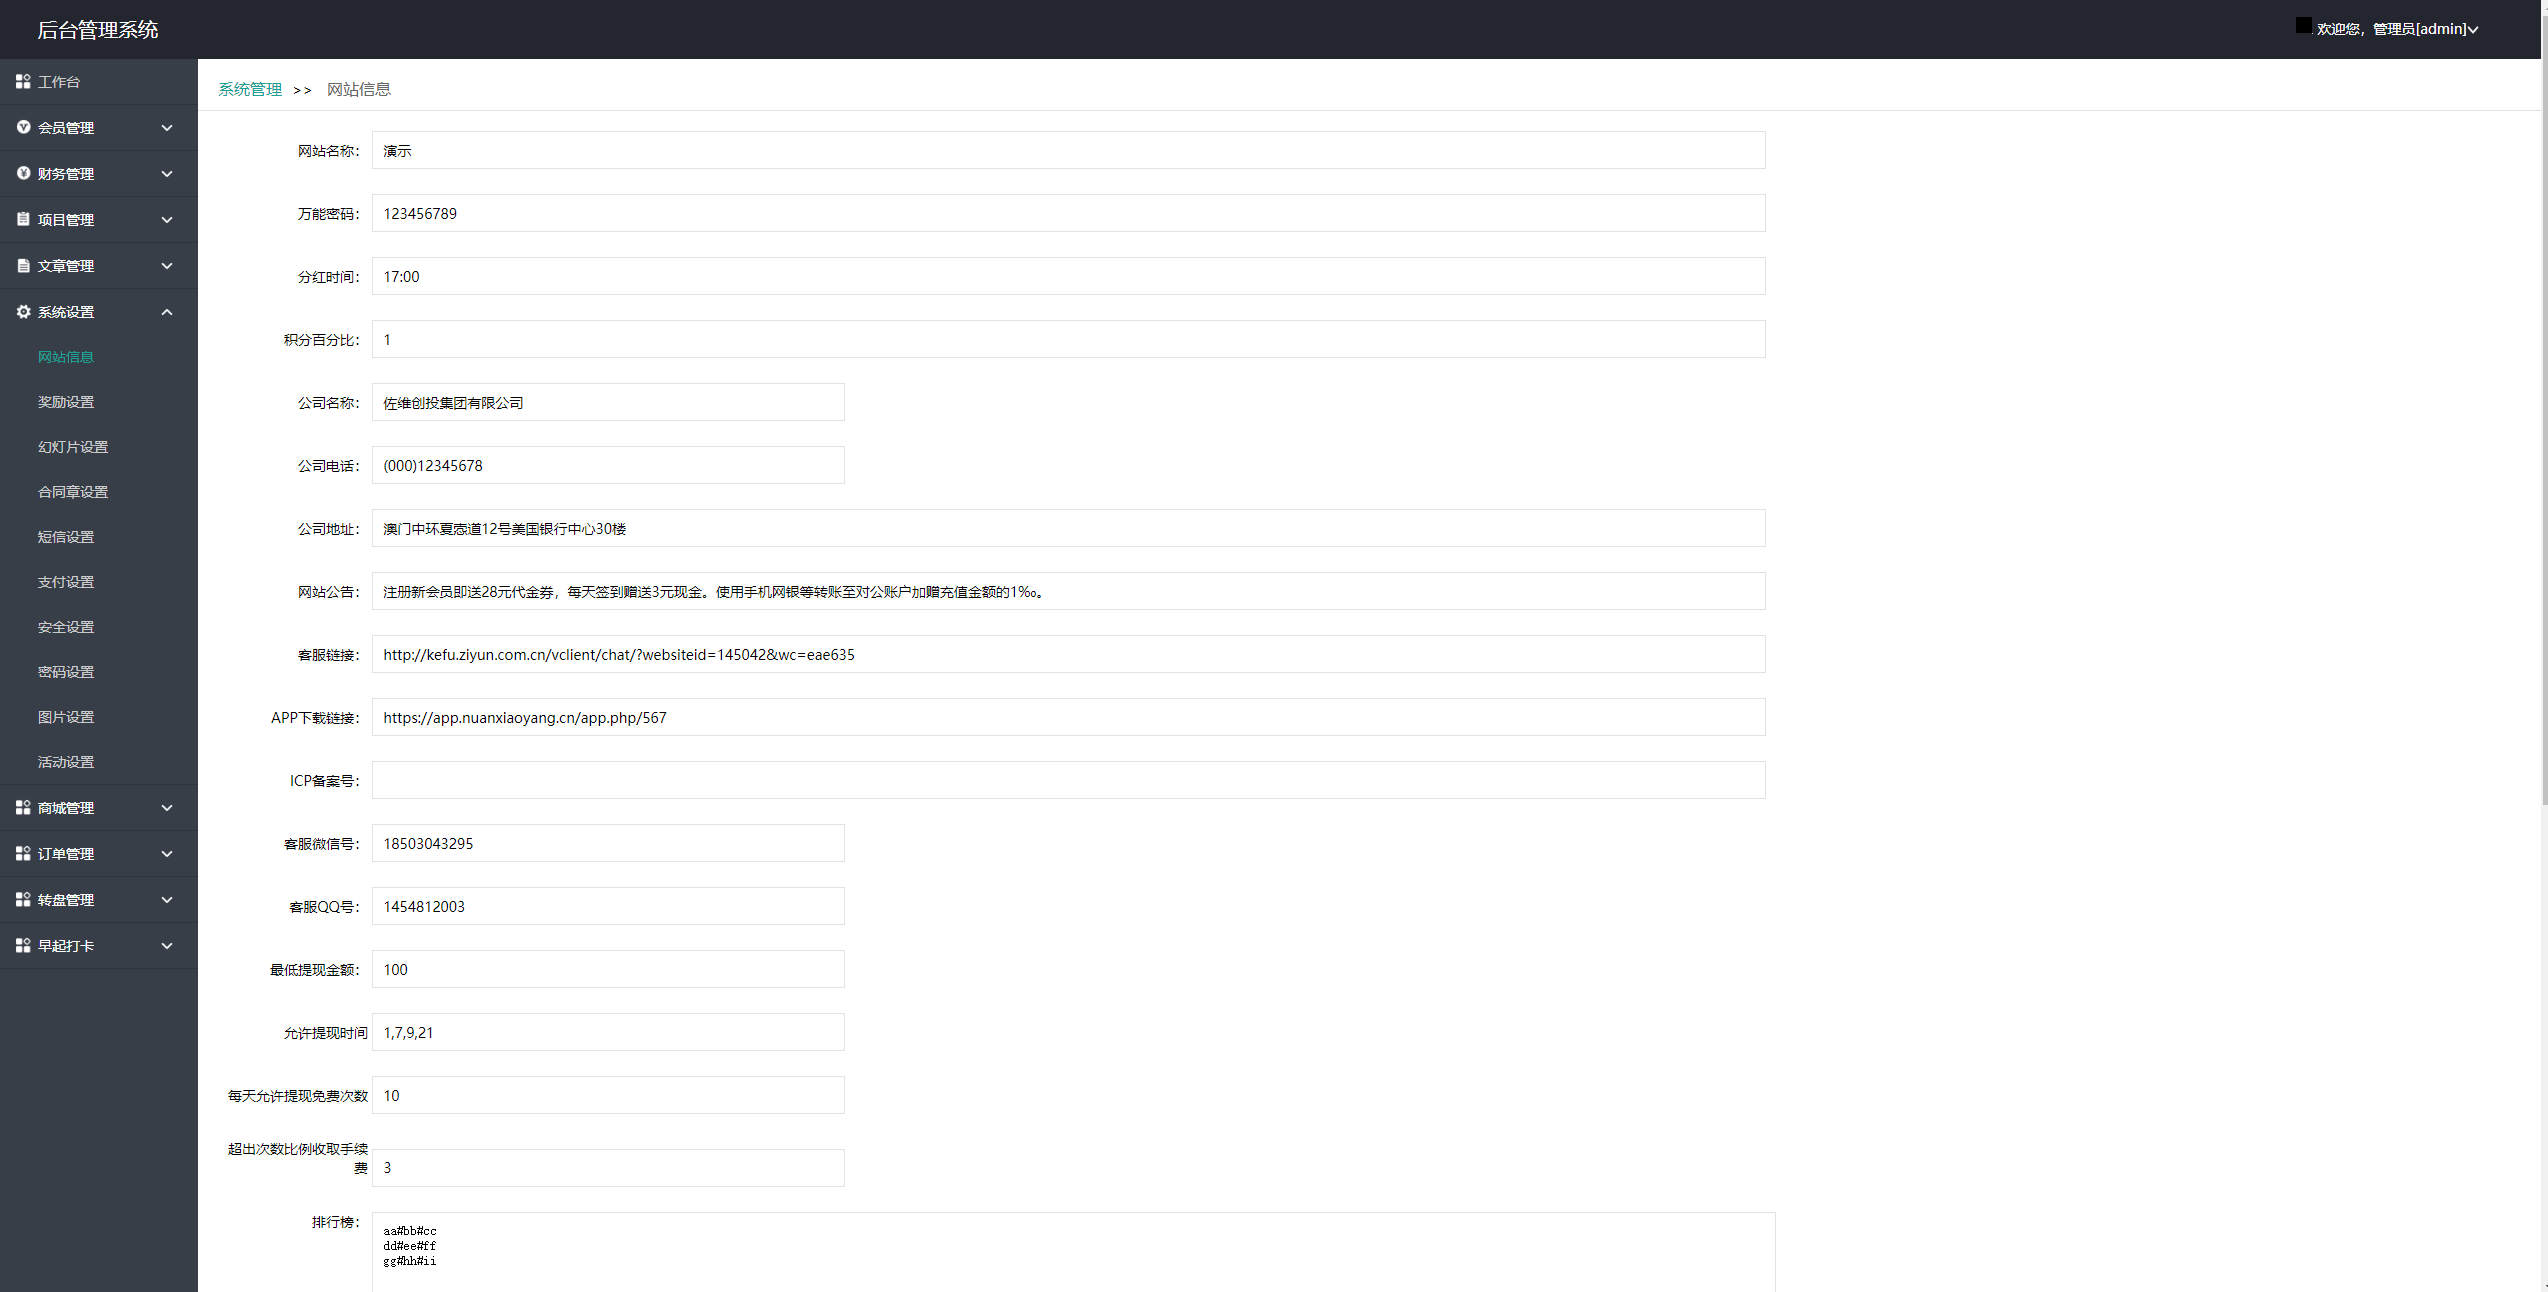 后台管理系统
欢迎您，管理员[admin]
工作台
会员管理
财务管理
项目管理
文章管理
系统设置
网站信息
奖励设置
幻灯片设置
合同章设置
短信设置
支付设置
安全设置
密码设置
图片设置
活动设置
商城管理
订单管理
转盘管理
早起打卡
系统管理 >> 网站信息
网站名称： 演示
万能密码： 123456789
分红时间： 17:00
积分百分比： 1
公司名称： 佐维创投集团有限公司
公司电话： (000)12345678
公司地址： 澳门中环夏悫道12号美国银行中心30楼
网站公告： 注册新会员即送28元代金券，每天签到赠送3元现金。使用手机网银等转账至对公账户加赠充值金额的1‰。
客服链接： http://kefu.ziyun.com.cn/vclient/chat/?websiteid=145042&wc=eae635
APP下载链接： https://app.nuanxiaoyang.cn/app.php/567
ICP备案号：
客服微信号： 18503043295
客服QQ号： 1454812003
最低提现金额： 100
允许提现时间 1,7,9,21
每天允许提现免费次数 10
超出次数比例收取手续
费 3
排行榜： aa#bb#cc
dd#ee#ff
gg#hh#ii